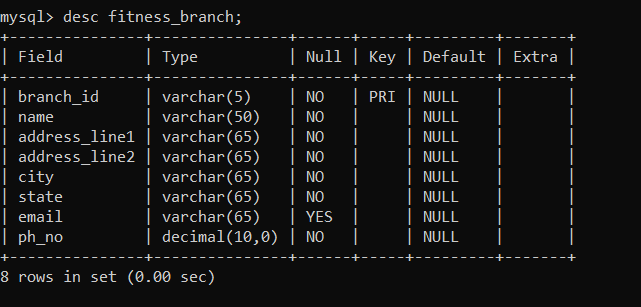 mysql> desc fitness_branch;
+---------------+---------------+------+-----+---------+-------+
| Field         | Type          | Null | Key | Default | Extra |
+---------------+---------------+------+-----+---------+-------+
| branch_id     | varchar(5)    | NO   | PRI | NULL    |       |
| name          | varchar(50)   | NO   |     | NULL    |       |
| address_line1 | varchar(65)   | NO   |     | NULL    |       |
| address_line2 | varchar(65)   | NO   |     | NULL    |       |
| city          | varchar(65)   | NO   |     | NULL    |       |
| state         | varchar(65)   | NO   |     | NULL    |       |
| email         | varchar(65)   | YES  |     | NULL    |       |
| ph_no         | decimal(10,0) | NO   |     | NULL    |       |
+---------------+---------------+------+-----+---------+-------+
8 rows in set (0.00 sec)